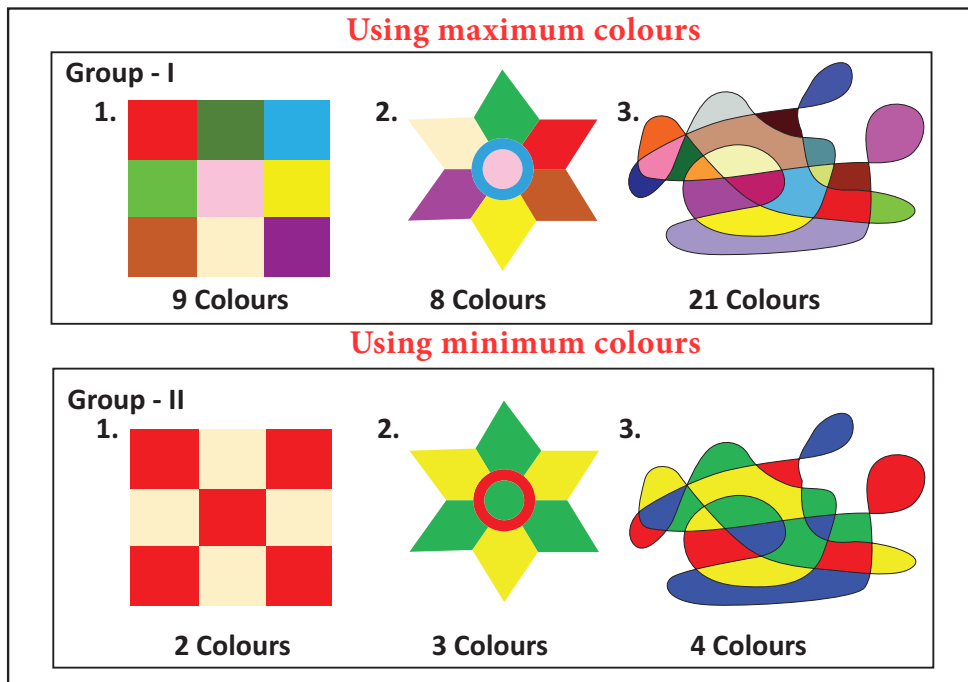 Using maximum colours
Group - I
1. 2. 3.
9 Colours 8 Colours 21 Colours
Using minimum colours
Group - II
1. 2. 3.
2 Colours 3 Colours 4 Colours